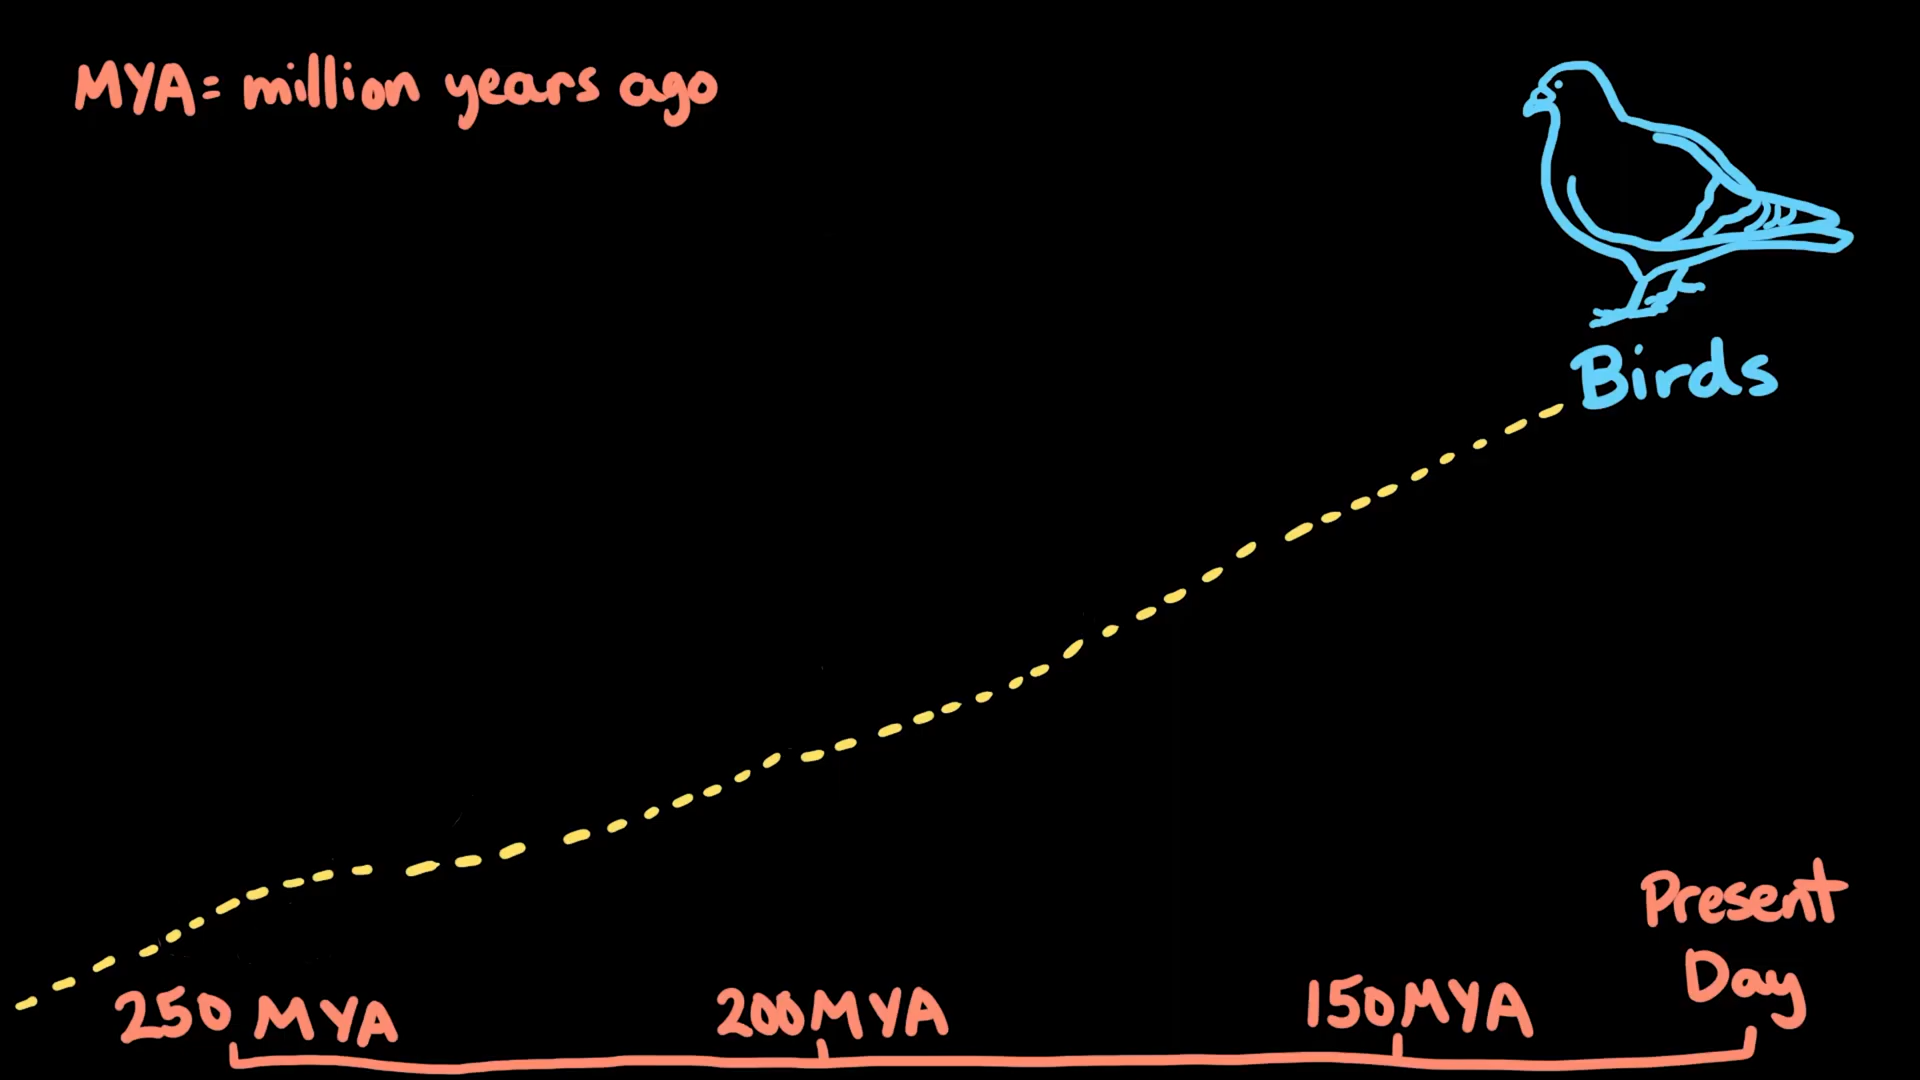 MYA= million years ago
Birds
Present
Day
250 MYA
200MYA
150MYA